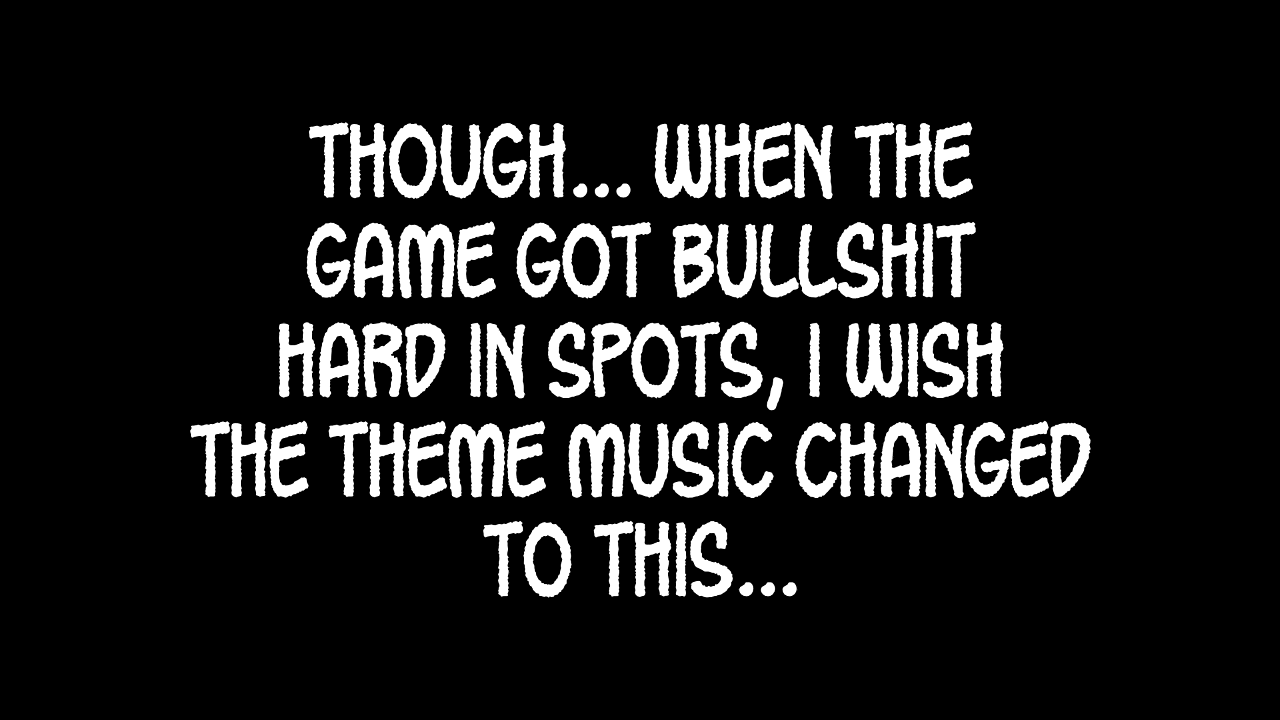 THOUGH... WHEN THE
GAME GOT BULLSHIT
HARD IN SPOTS, I WISH
THE THEME MUSIC CHANGED
TO THIS...